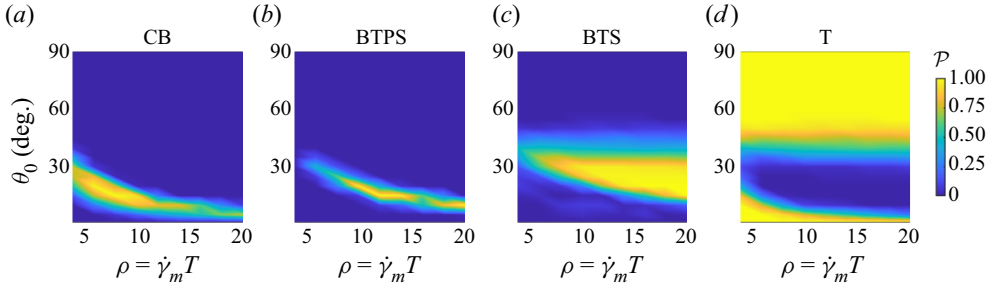 (a) (b) (c) (d)
CB BTPS BTS T
90 90 90 90 𝒫
60 60 60 60 1.00
0.75
30 30 30 30 0.50
0.25
0
θ₀ (deg.)
5 10 15 20 5 10 15 20 5 10 15 20 5 10 15 20
ρ = γ̇ₘT ρ = γ̇ₘT ρ = γ̇ₘT ρ = γ̇ₘT